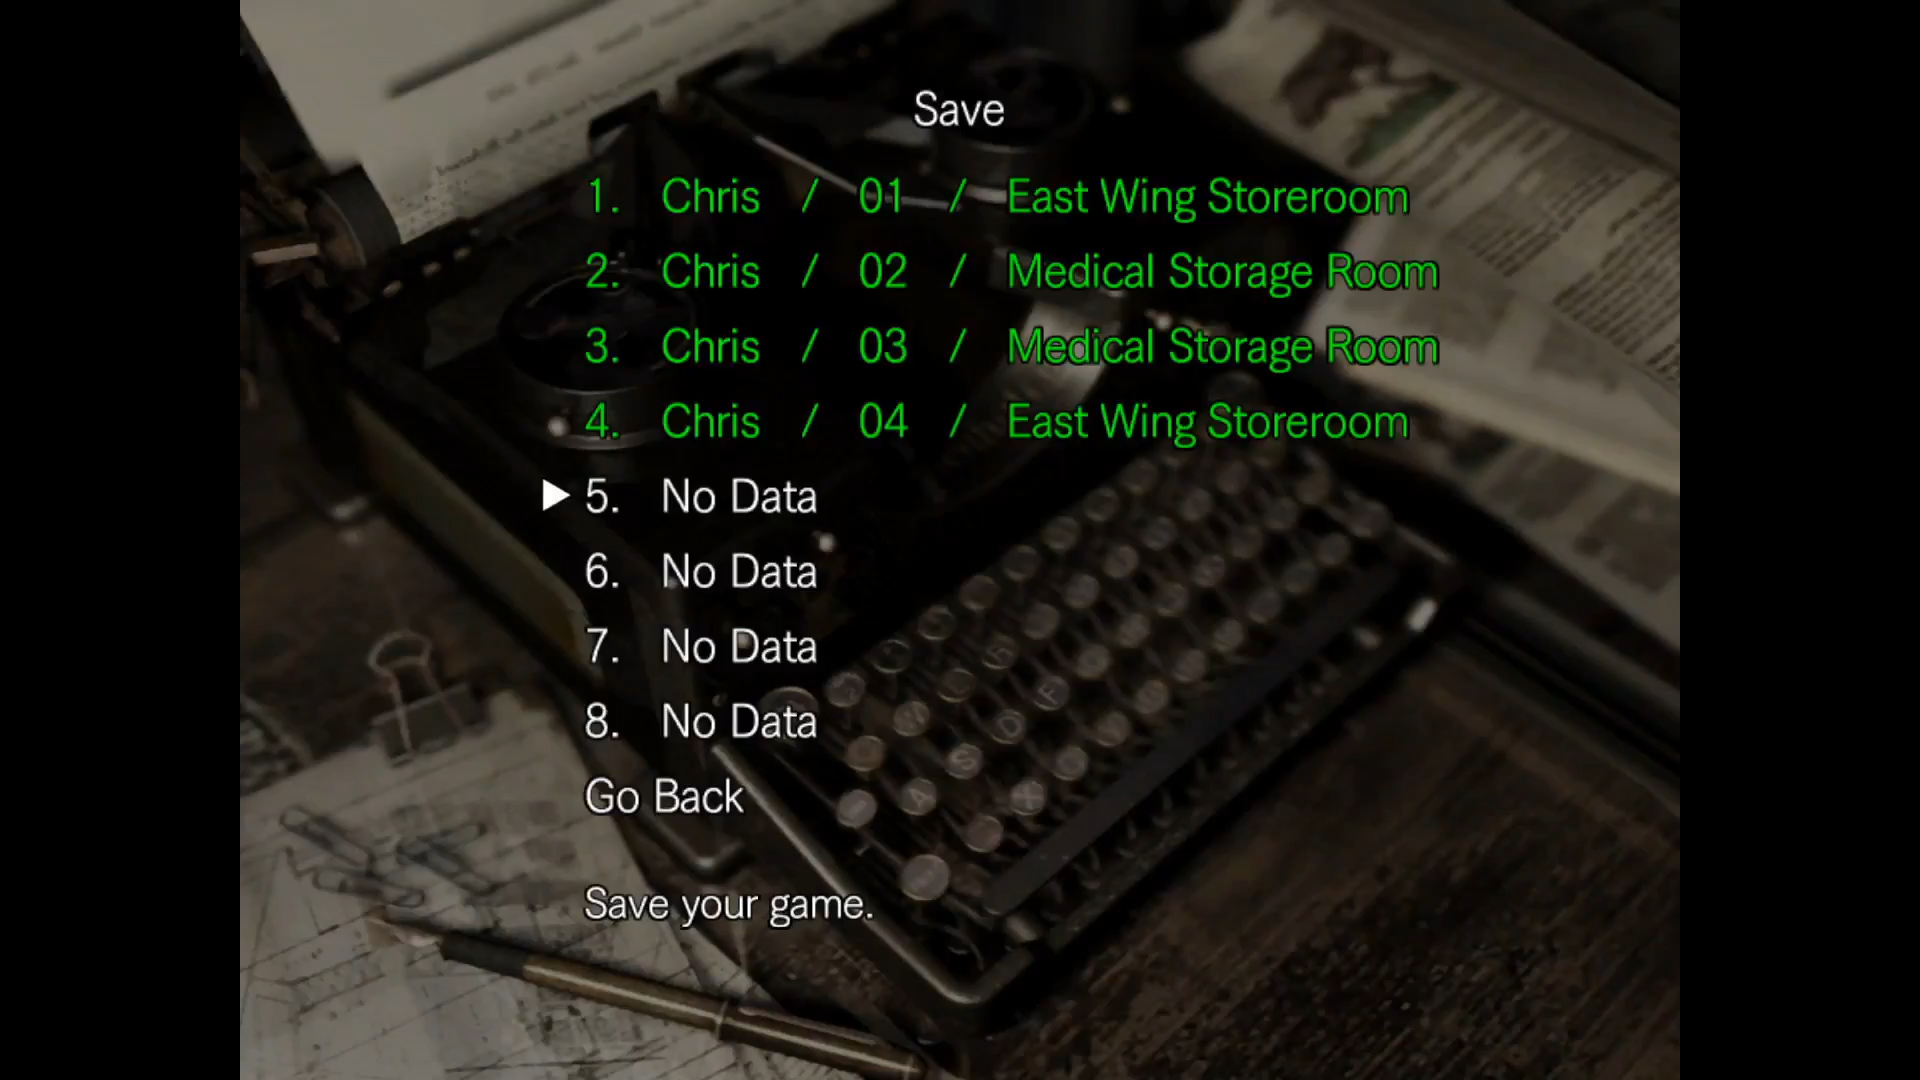 Save
1. Chris / 01 / East Wing Storeroom
2. Chris / 02 / Medical Storage Room
3. Chris / 03 / Medical Storage Room
4. Chris / 04 / East Wing Storeroom
5. No Data
6. No Data
7. No Data
8. No Data
Go Back
Save your game.